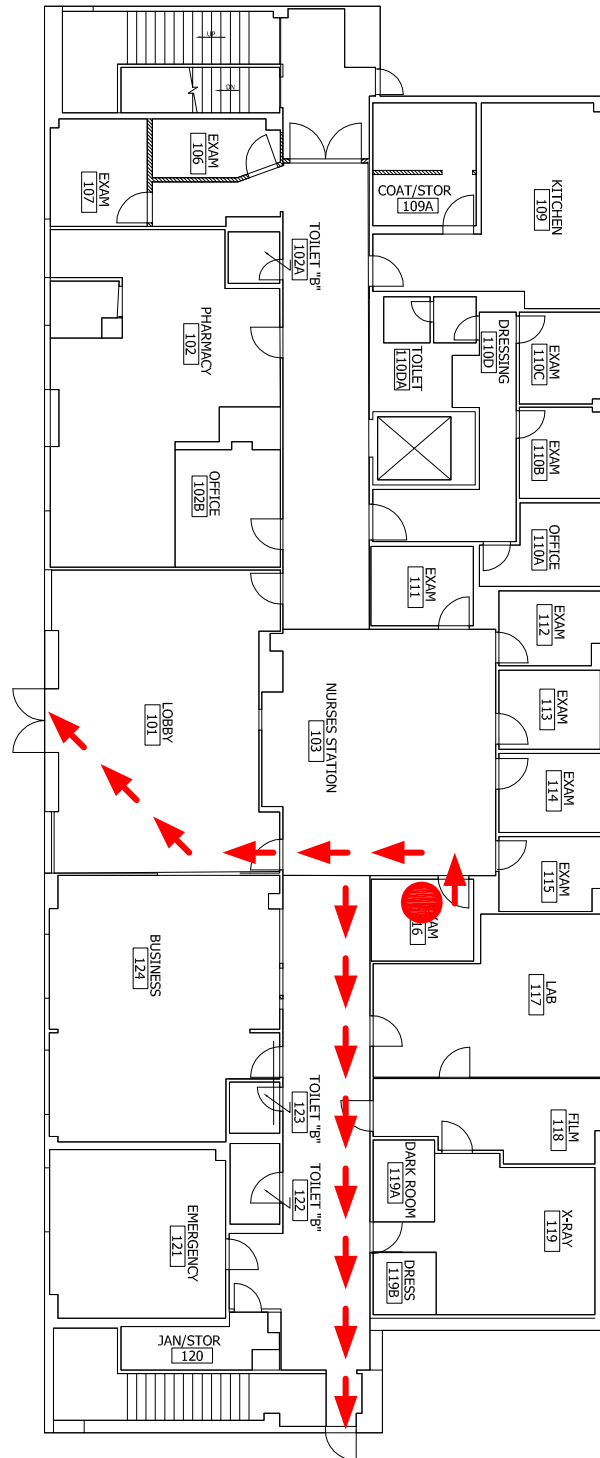 UP
DN
EXAM
106
EXAM
107
COAT/STOR
109A
KITCHEN
109
TOILET "B"
102A
PHARMACY
102
TOILET
110DA
DRESSING
110D
EXAM
110C
EXAM
110B
OFFICE
102B
OFFICE
110A
EXAM
111
EXAM
112
LOBBY
101
NURSES STATION
103
EXAM
113
EXAM
114
EXAM
115
BUSINESS
124
LAB
117
TOILET "B"
123
FILM
118
TOILET "B"
122
DARK ROOM
119A
X-RAY
119
EMERGENCY
121
DRESS
119B
JAN/STOR
120